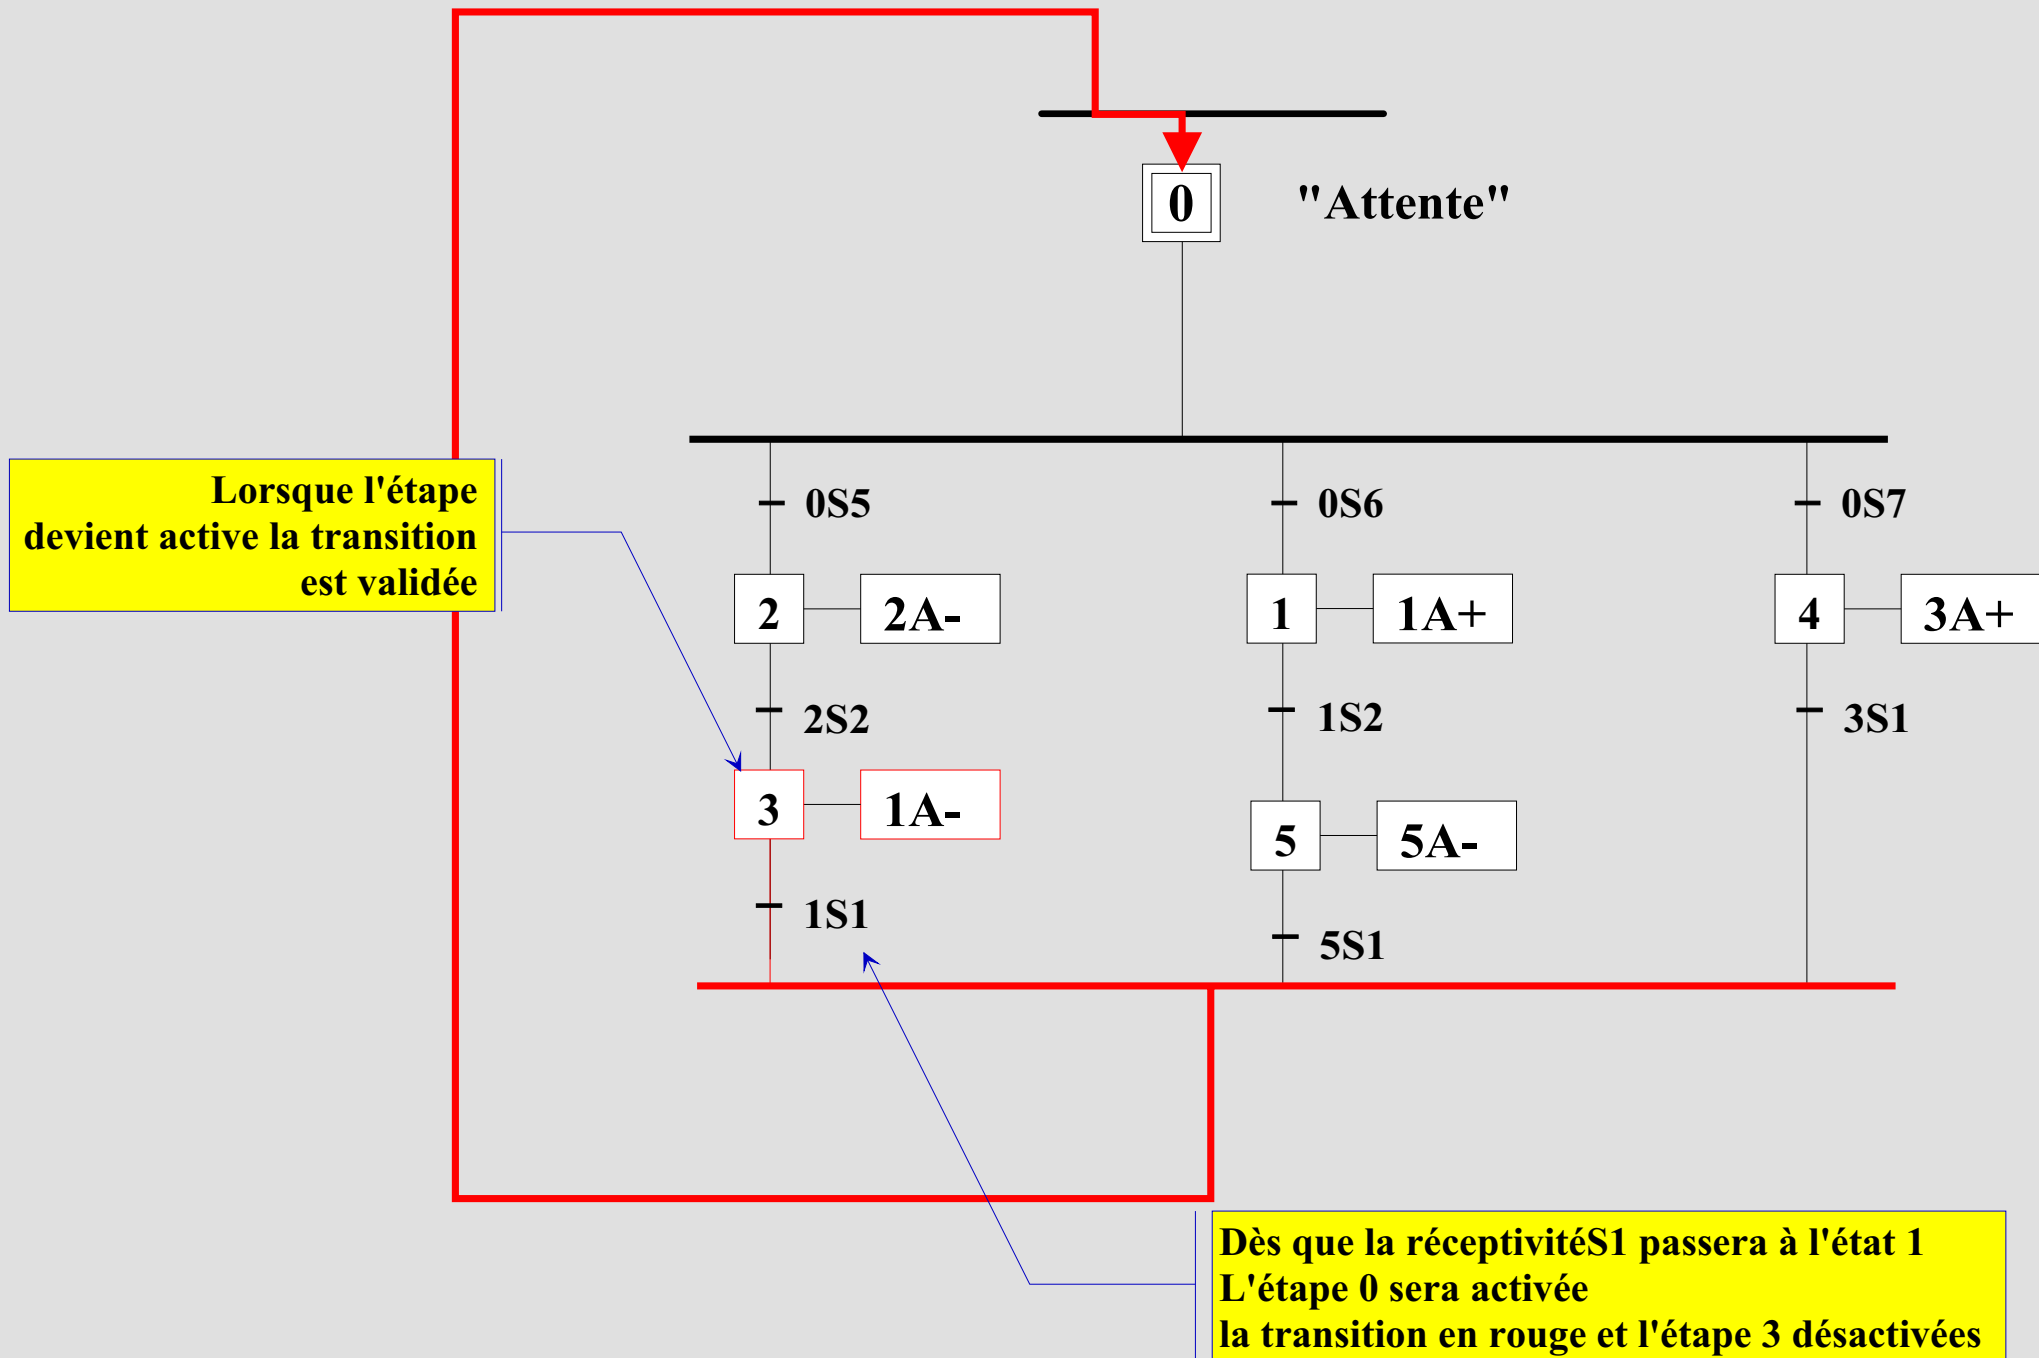 0 "Attente"
Lorsque l'étape
devient active la transition
est validée
0S5 0S6 0S7
2 2A- 1 1A+ 4 3A+
2S2 1S2 3S1
3 1A-
5 5A-
1S1
5S1
Dès que la réceptivitéS1 passera à l'état 1
L'étape 0 sera activée
la transition en rouge et l'étape 3 désactivées